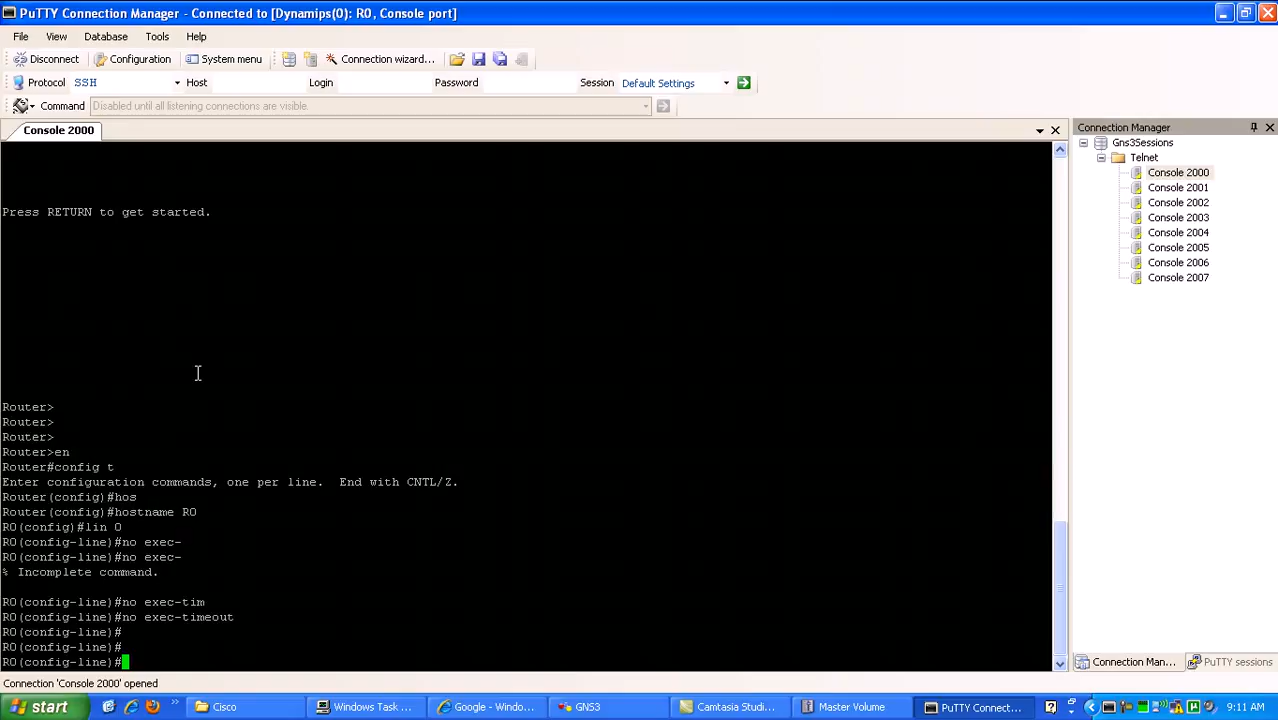 PuTTY Connection Manager - Connected to [Dynamips(0): R0, Console port]
File View Database Tools Help
Disconnect Configuration System menu Connection wizard...
Protocol SSH Host Login Password Session Default Settings
Command Disabled until all listening connections are visible.
Console 2000
Press RETURN to get started.
Router>
Router>
Router>
Router>en
Router#config t
Enter configuration commands, one per line.  End with CNTL/Z.
Router(config)#hos
Router(config)#hostname R0
R0(config)#lin 0
R0(config-line)#no exec-
R0(config-line)#no exec-
% Incomplete command.
R0(config-line)#no exec-tim
R0(config-line)#no exec-timeout
R0(config-line)#
R0(config-line)#
R0(config-line)#
Connection Manager
Gns3Sessions
Telnet
Console 2000
Console 2001
Console 2002
Console 2003
Console 2004
Console 2005
Console 2006
Console 2007
Connection Man... PuTTY sessions
Connection 'Console 2000' opened
start Cisco Windows Task ... Google - Windo... GNS3 Camtasia Studi... Master Volume PuTTY Connect... 9:11 AM